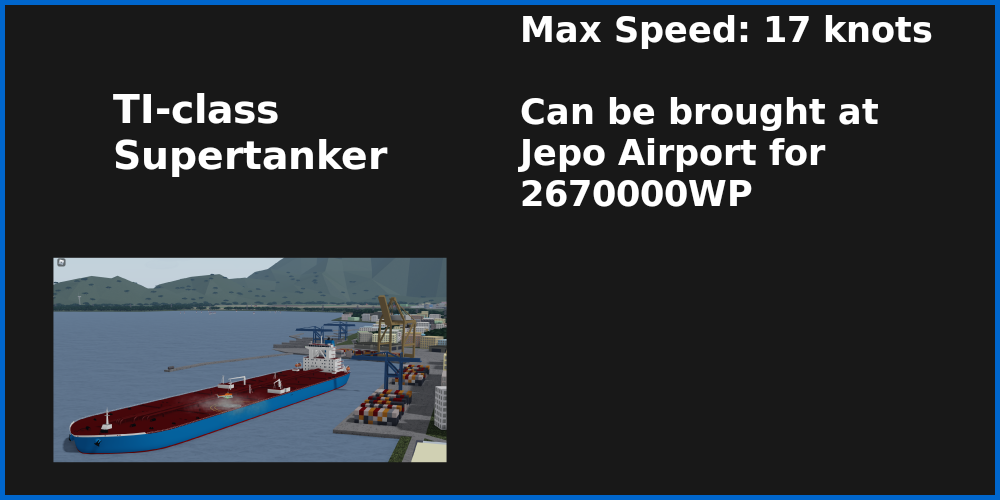 TI-class
Supertanker
Max Speed: 17 knots
Can be brought at
Jepo Airport for
2670000WP